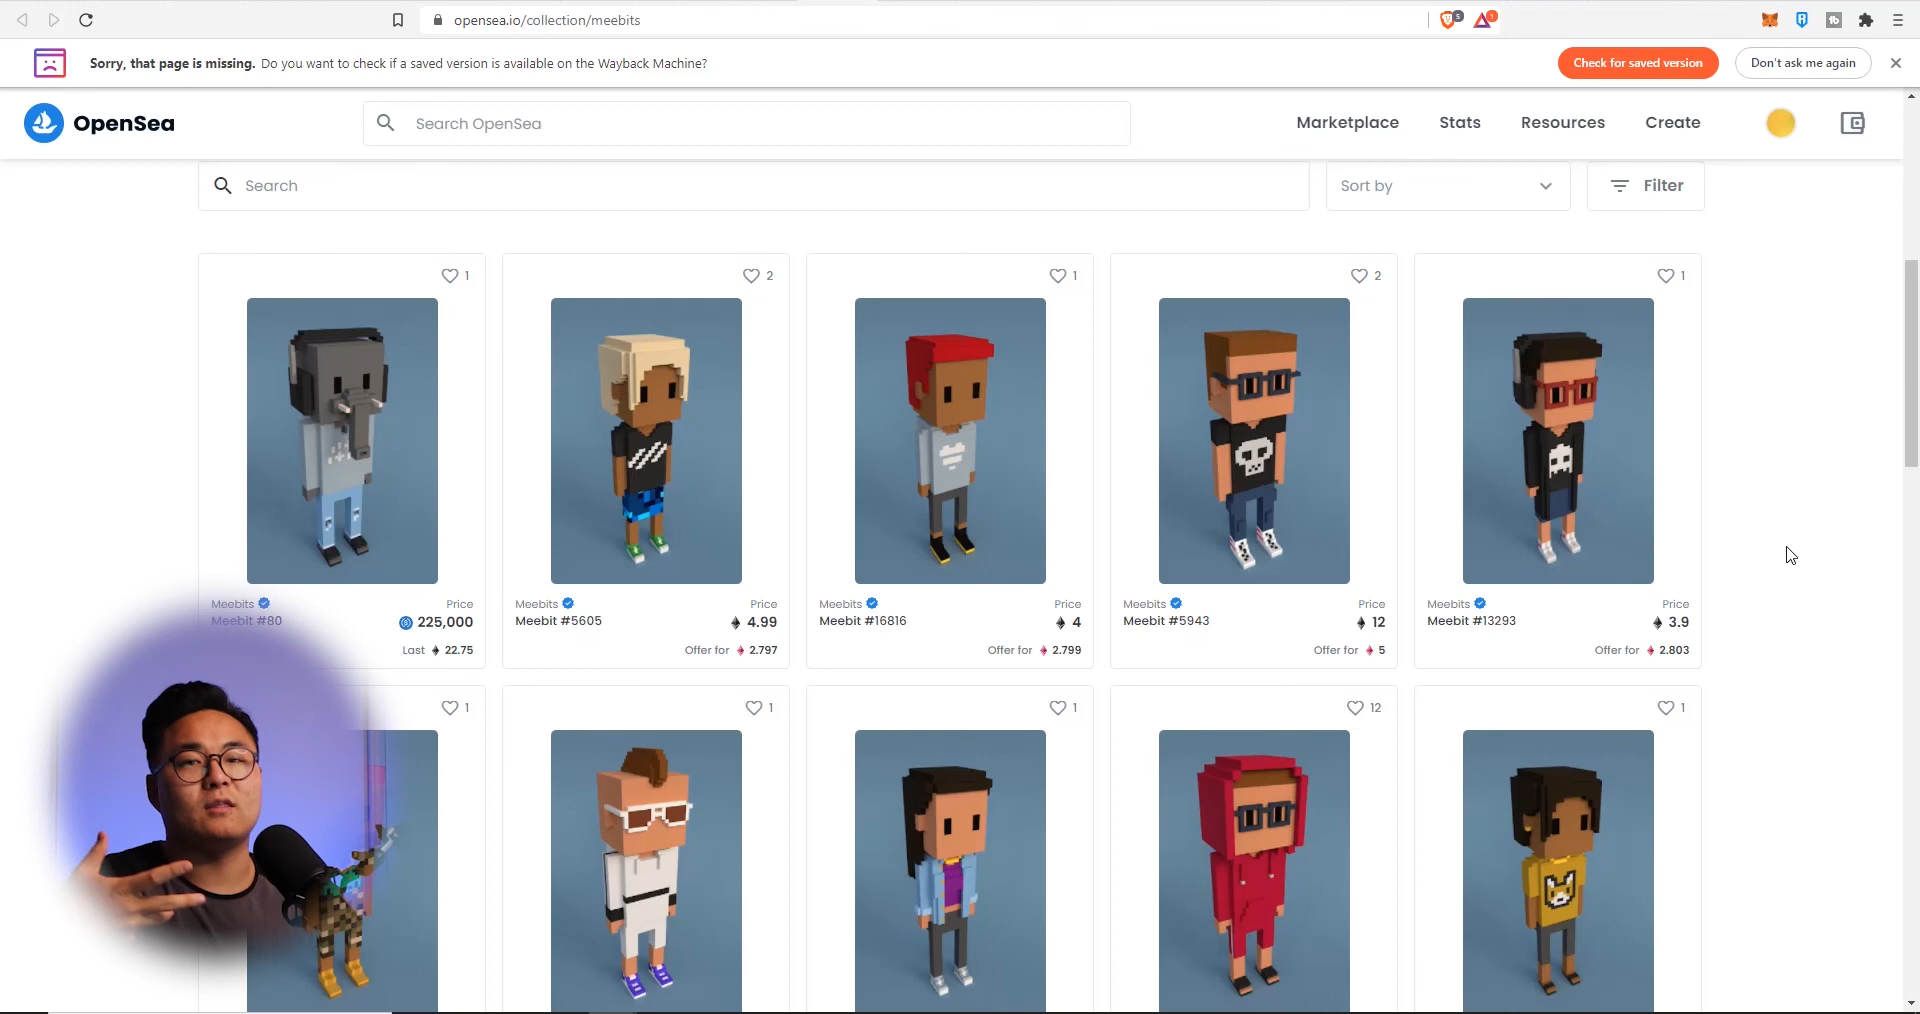 opensea.io/collection/meebits
5
1
Sorry, that page is missing. Do you want to check if a saved version is available on the Wayback Machine?
Check for saved version
Don't ask me again
OpenSea
Search OpenSea
Marketplace
Stats
Resources
Create
Search
Sort by
Filter
1
2
1
2
1
Meebits
Price
Meebit #80
225,000
Last 22.75
Meebits
Price
Meebit #5605
4.99
Offer for 2.797
Meebits
Price
Meebit #16816
4
Offer for 2.799
Meebits
Price
Meebit #5943
12
Offer for 5
Meebits
Price
Meebit #13293
3.9
Offer for 2.803
1
1
1
12
1